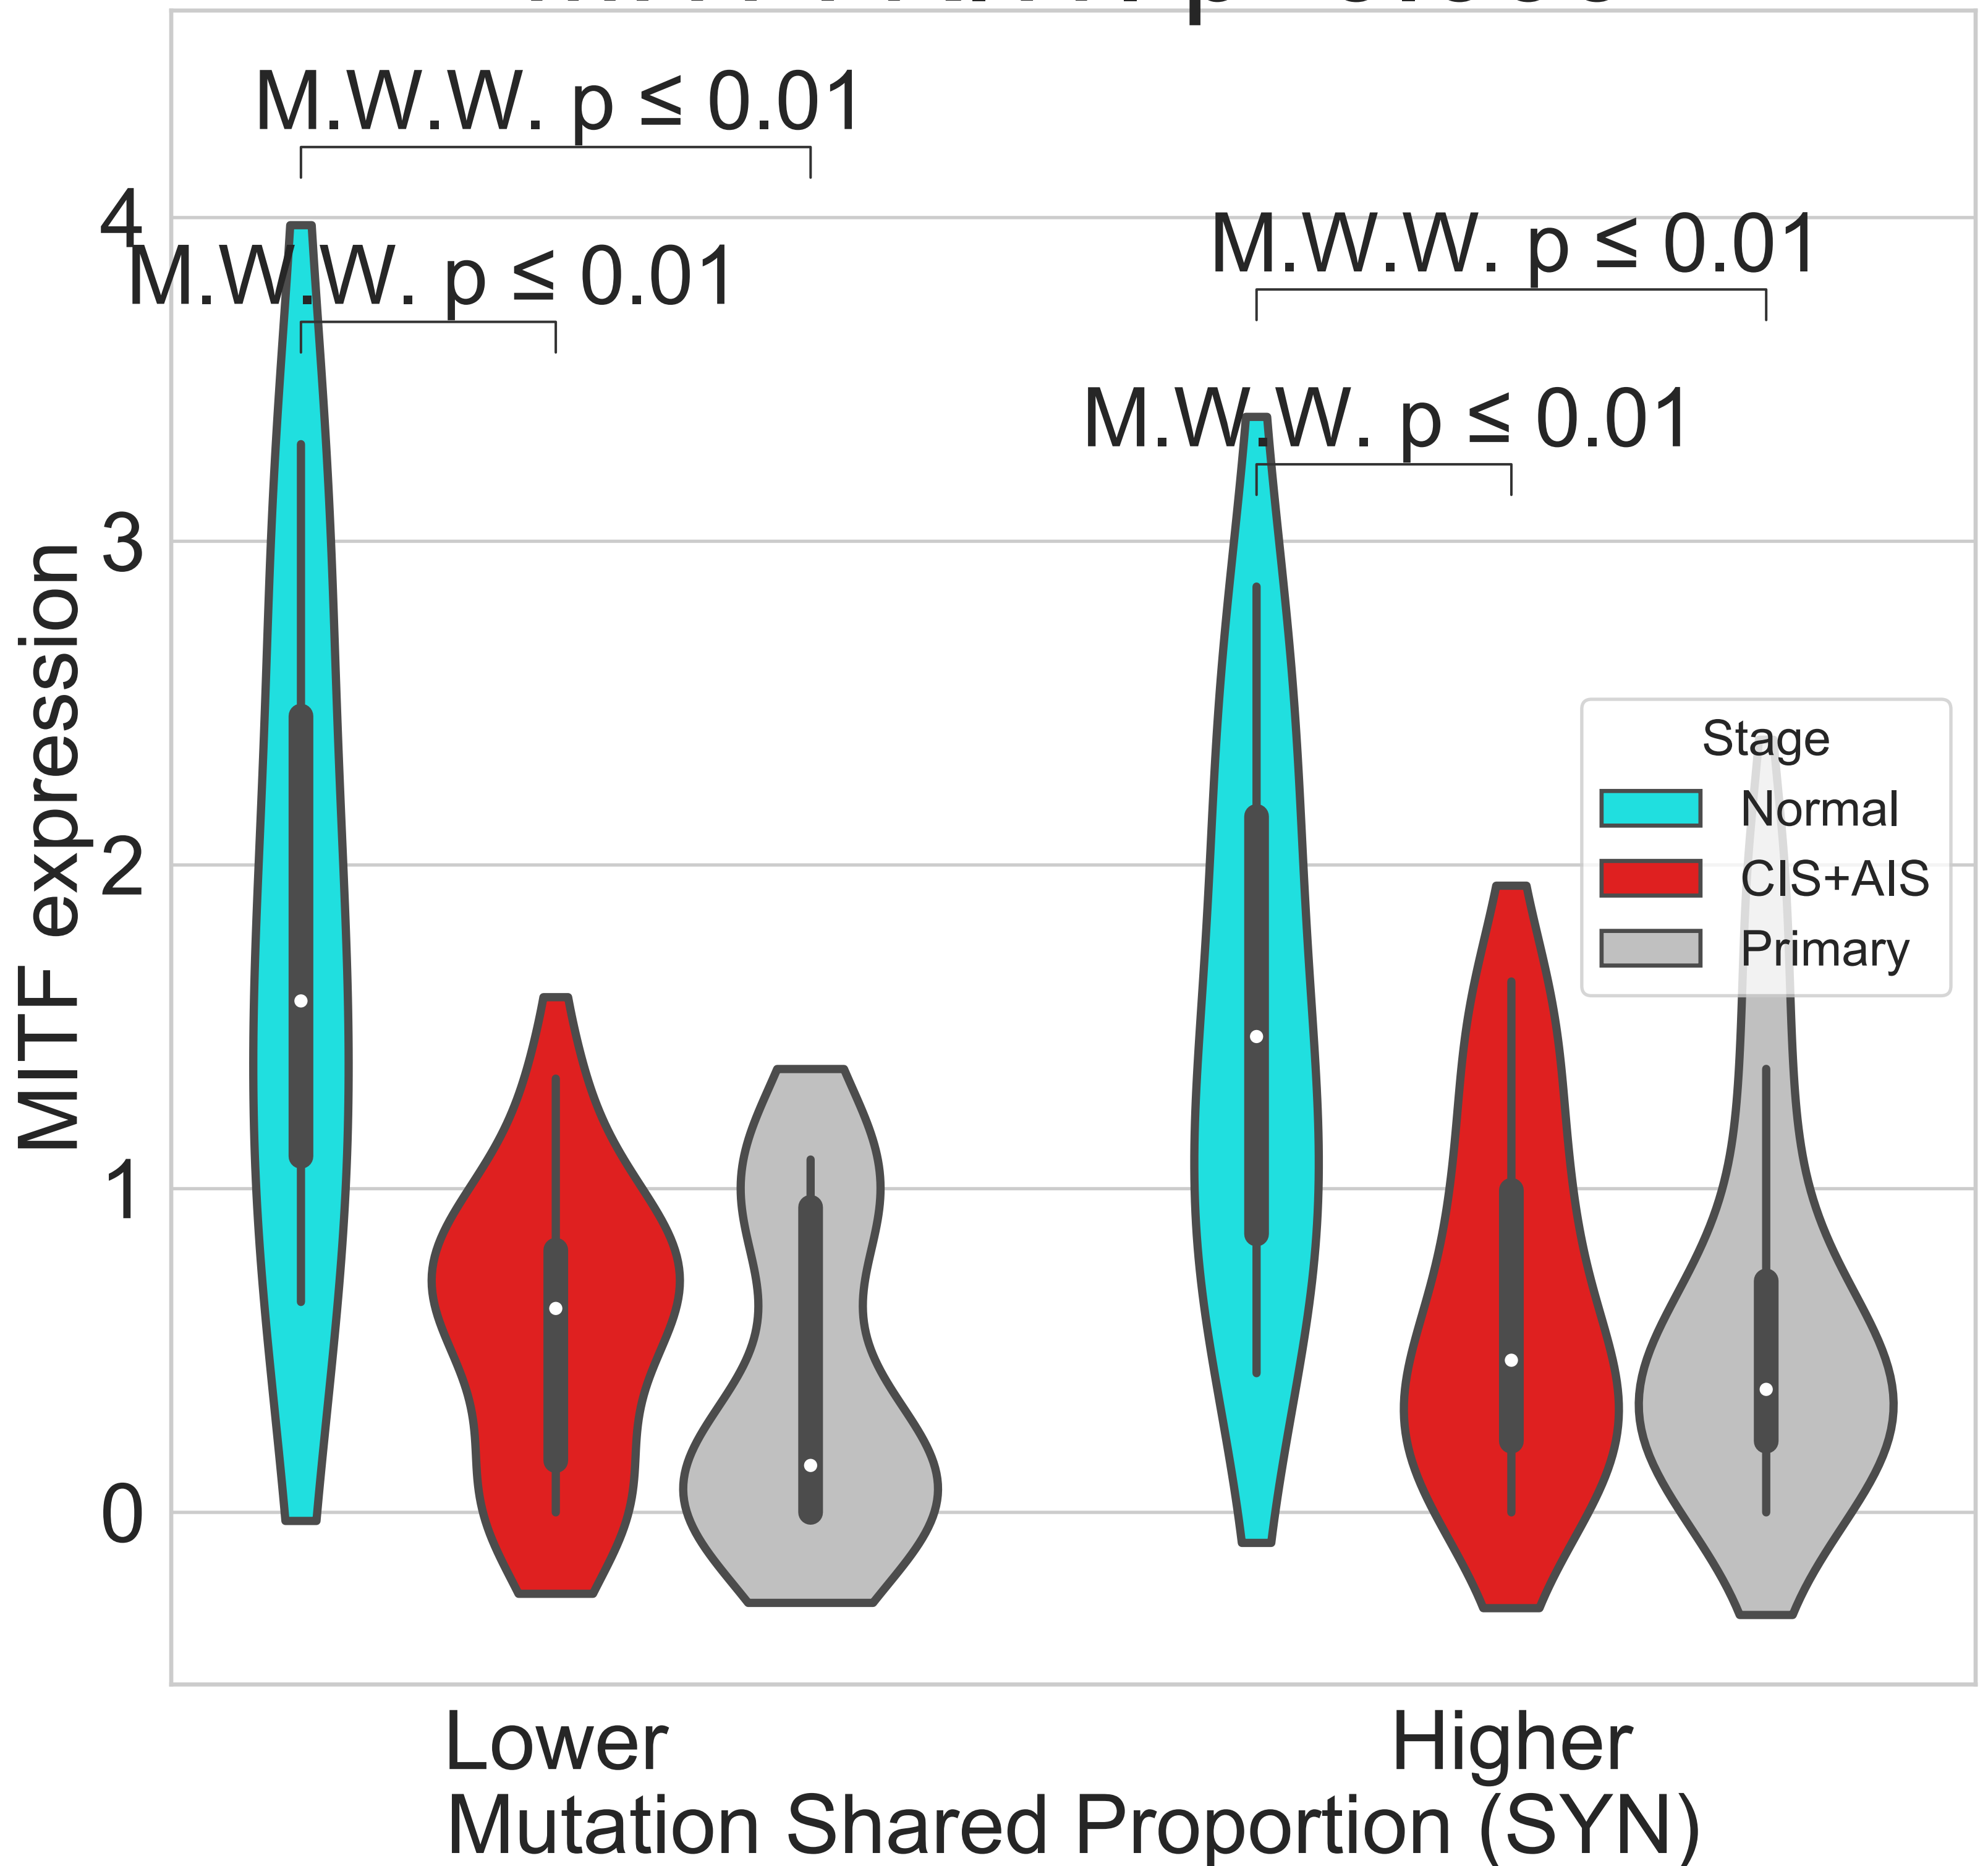 M.W.W. p ≤ 0.01
M.W.W. p ≤ 0.01
M.W.W. p ≤ 0.01
M.W.W. p ≤ 0.01
MITF expression
4
3
2
1
0
Stage
Normal
CIS+AIS
Primary
Lower
Higher
Mutation Shared Proportion (SYN)